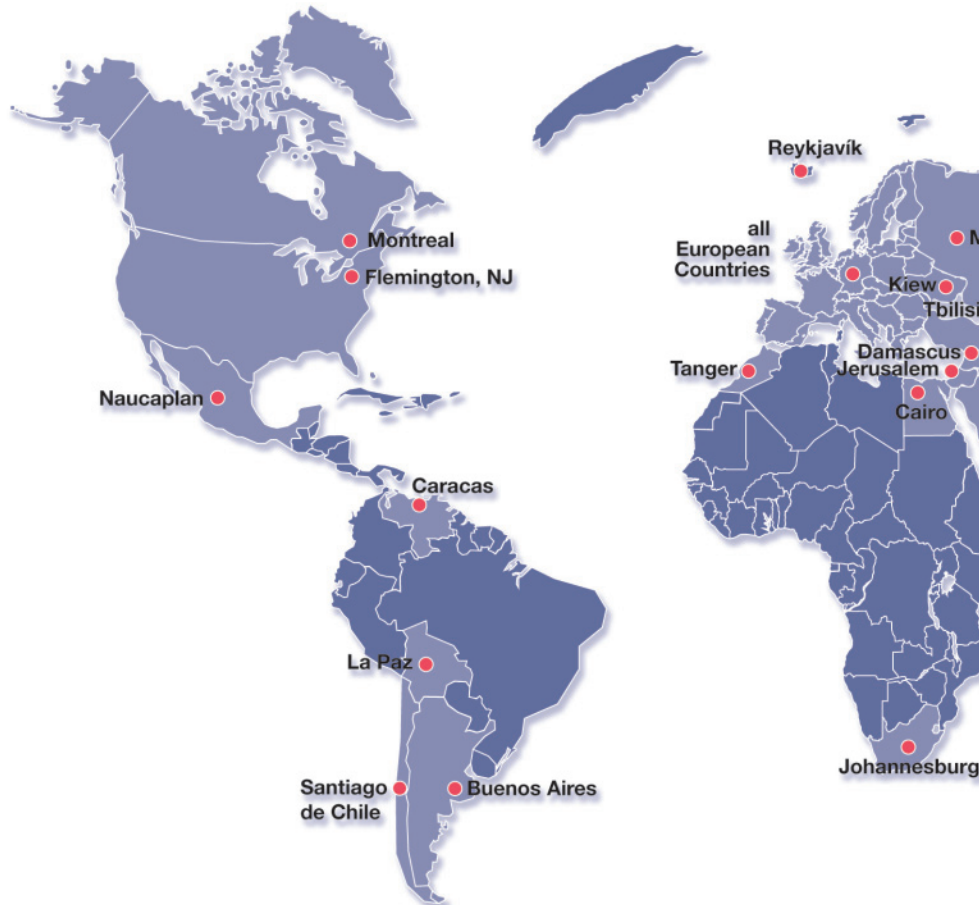 Reykjavík
all
European
Countries
Montreal
Flemington, NJ
Kiew
Tbilisi
Damascus
Tanger
Jerusalem
Naucaplan
Cairo
Caracas
La Paz
Johannesburg
Santiago
de Chile
Buenos Aires